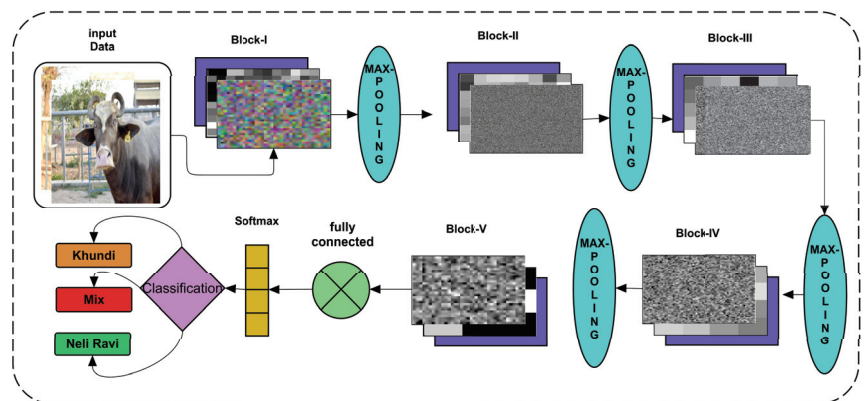 input
Data
Block-I
MAX-
POOLING
Block-II
MAX-
POOLING
Block-III
MAX-
POOLING
Block-IV
MAX-
POOLING
Block-V
fully
connected
Softmax
Classification
Khundi
Mix
Neli Ravi